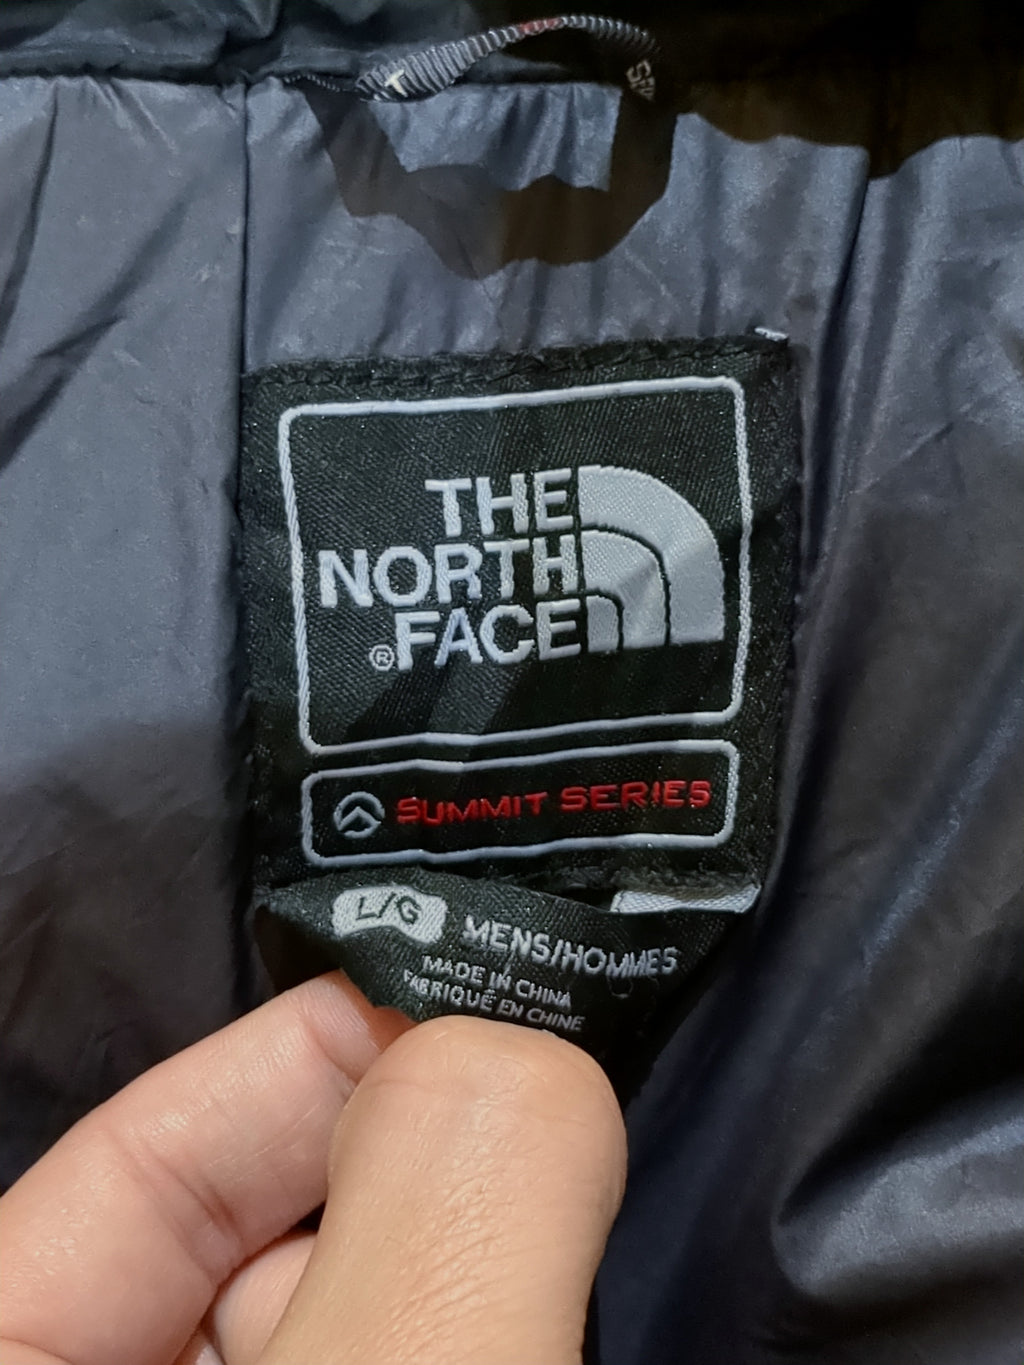 THE
NORTH
® FACE
SUMMIT SERIES
L/G
MENS/HOMMES
MADE IN CHINA
FABRIQUÉ EN CHINE